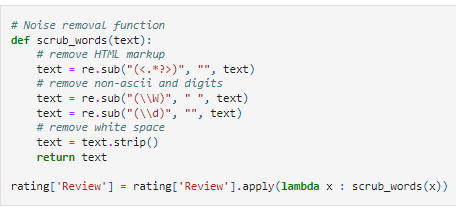 # Noise removal function
def scrub_words(text):
    # remove HTML markup
    text = re.sub("(<.*?>)", "", text)
    # remove non-ascii and digits
    text = re.sub("(\\W)", " ", text)
    text = re.sub("(\\d)", "", text)
    # remove white space
    text = text.strip()
    return text
rating['Review'] = rating['Review'].apply(lambda x : scrub_words(x))